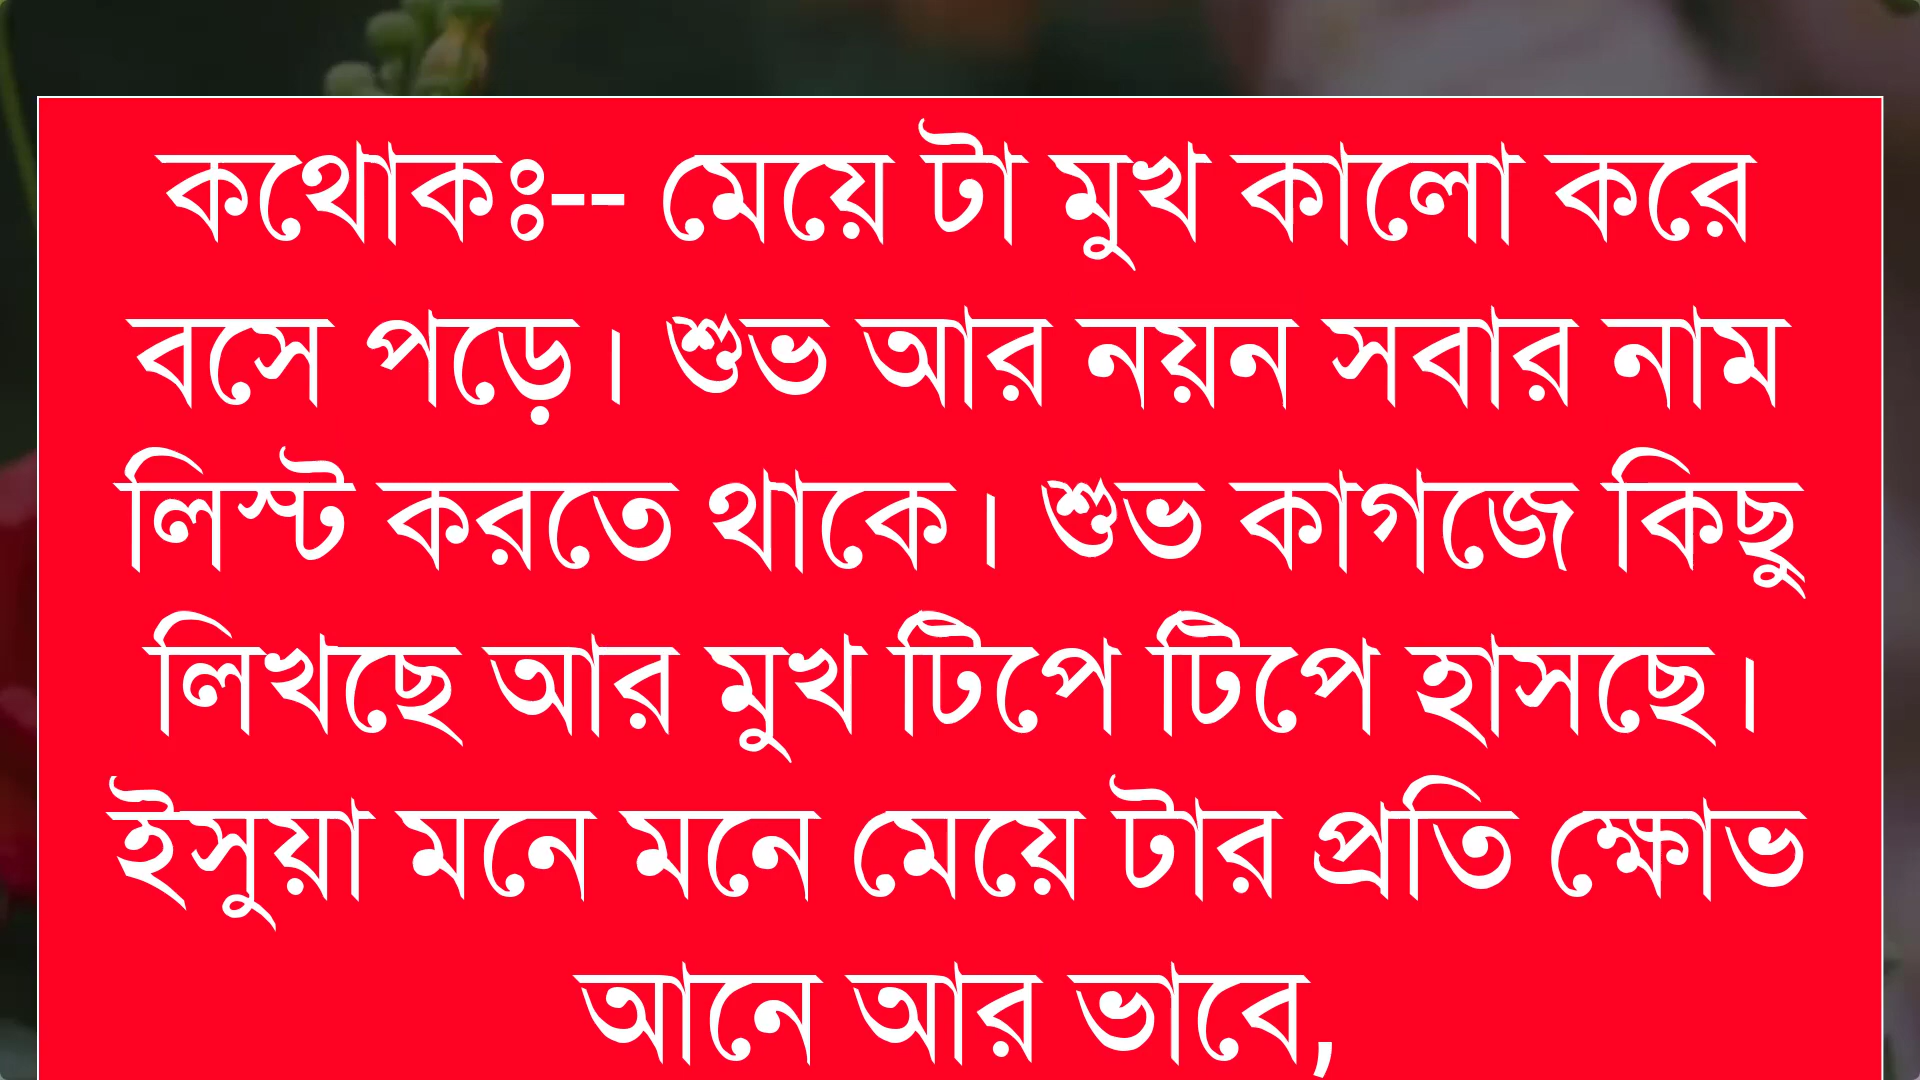 কথোকঃ-- মেয়ে টা মুখ কালো করে
বসে পড়ে। শুভ আর নয়ন সবার নাম
লিস্ট করতে থাকে। শুভ কাগজে কিছু
লিখছে আর মুখ টিপে টিপে হাসছে।
ইসুয়া মনে মনে মেয়ে টার প্রতি ক্ষোভ
আনে আর ভাবে,